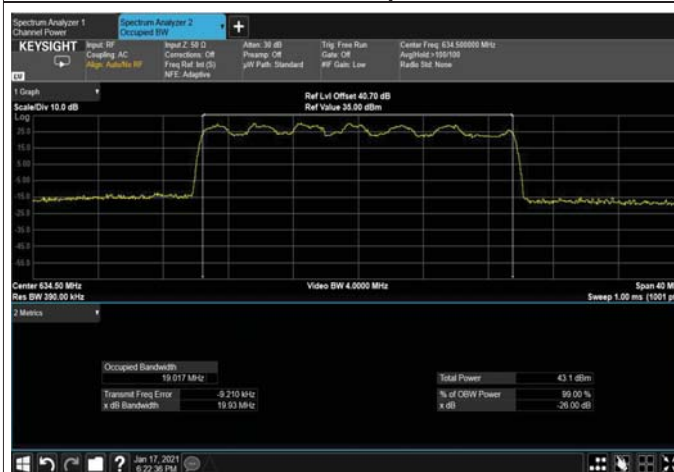 Spectrum Analyzer 1
Channel Power
Spectrum Analyzer 2
Occupied BW
+
KEYSIGHT
Input: RF
Coupling: AC
Align: Auto/No RF
Input Z: 50 Ω
Corrections: Off
Freq Ref: Int (S)
NFE: Adaptive
Atten: 30 dB
Preamp: Off
µW Path: Standard
Trig: Free Run
Gate: Off
#IF Gain: Low
Center Freq: 634.500000 MHz
Avg|Hold:>100/100
Radio Std: None
LXI
1 Graph
Scale/Div 10.0 dB
Ref Lvl Offset 40.70 dB
Ref Value 35.00 dBm
Log
25.0
15.0
5.00
-5.00
-15.0
-25.0
-35.0
-45.0
-55.0
Center 634.50 MHz
Res BW 390.00 kHz
Video BW 4.0000 MHz
Span 40 M
Sweep 1.00 ms (1001 p
2 Metrics
Occupied Bandwidth
19.017 MHz
Transmit Freq Error -9.210 kHz
x dB Bandwidth 19.93 MHz
Total Power 43.1 dBm
% of OBW Power 99.00 %
x dB -26.00 dB
?
Jan 17, 2021
6:22:36 PM